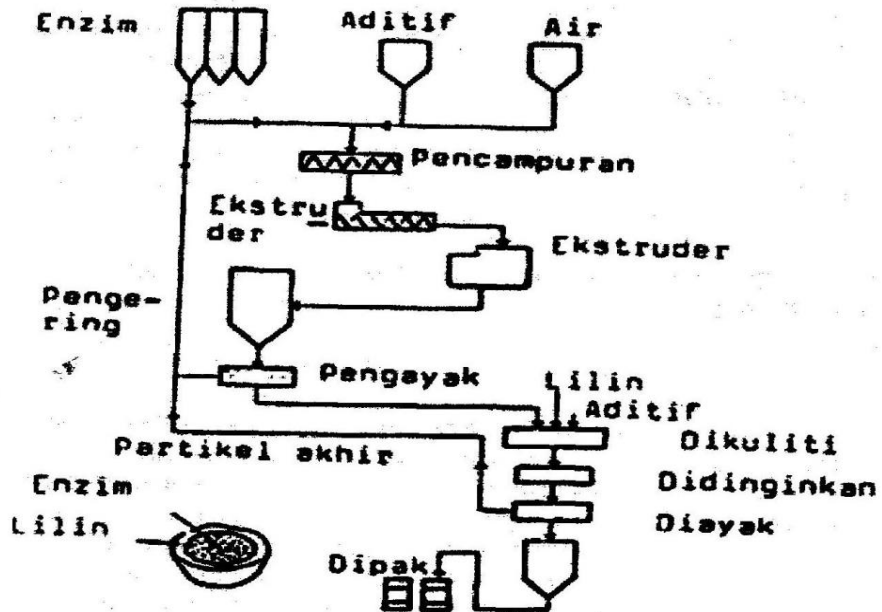 Enzim
Aditif
Air
Pencampuran
Ekstru
der
Ekstruder
Penge-
ring
Pengayak
Lilin
Aditif
Dikuliti
Partikel akhir
Didinginkan
Enzim
Lilin
Diayak
Dipak